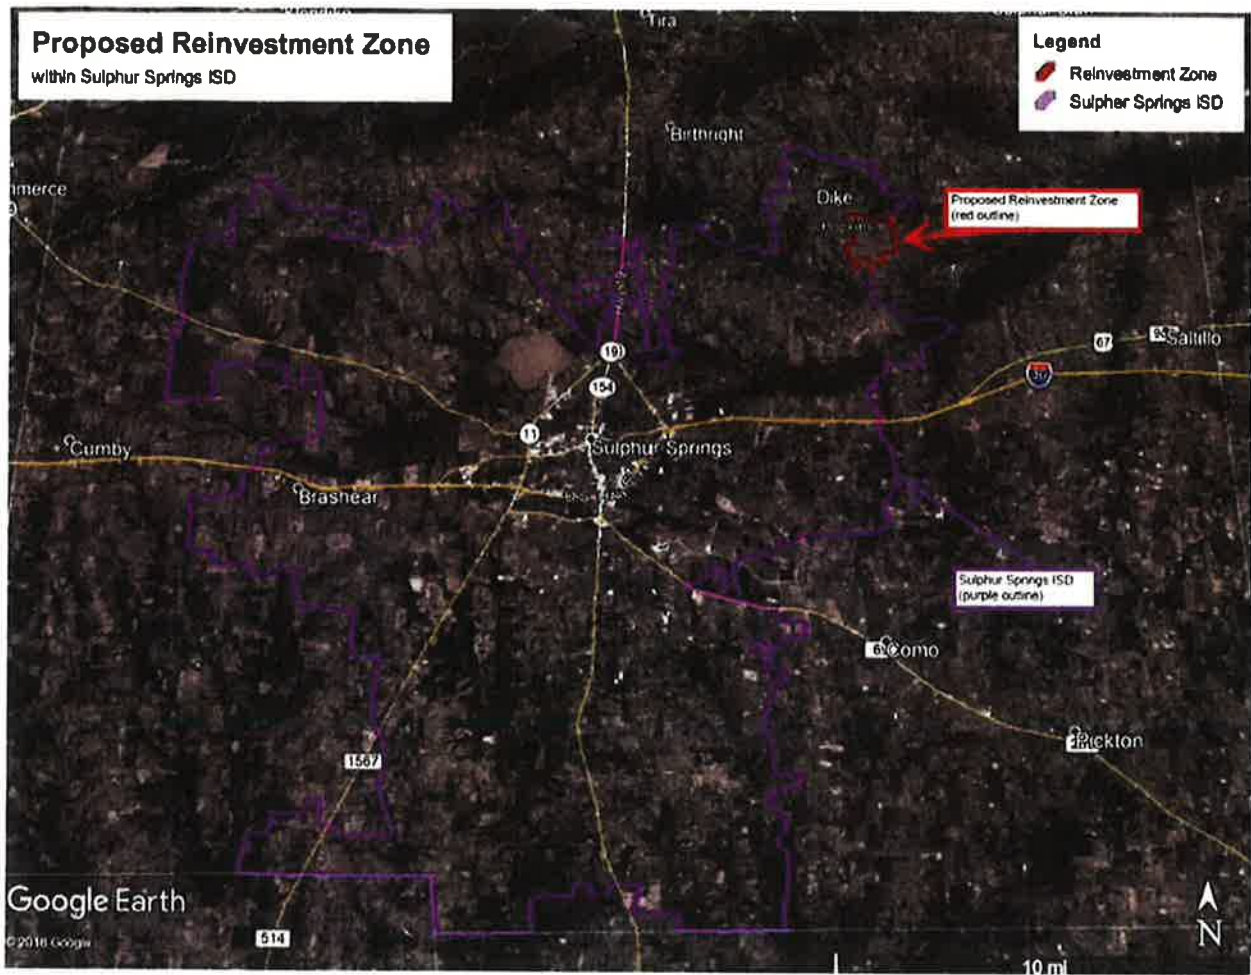 Tira
Proposed Reinvestment Zone
within Sulphur Springs ISD
Legend
Reinvestment Zone
Sulpher Springs ISD
Birthright
Dike
Proposed Reinvestment Zone
(red outline)
19
154
67
Saltillo
11
Sulphur Springs
Cumby
Brashear
Sulphur Springs ISD
(purple outline)
Como
1567
Google Earth
©2018 Google
514
N
10 mi